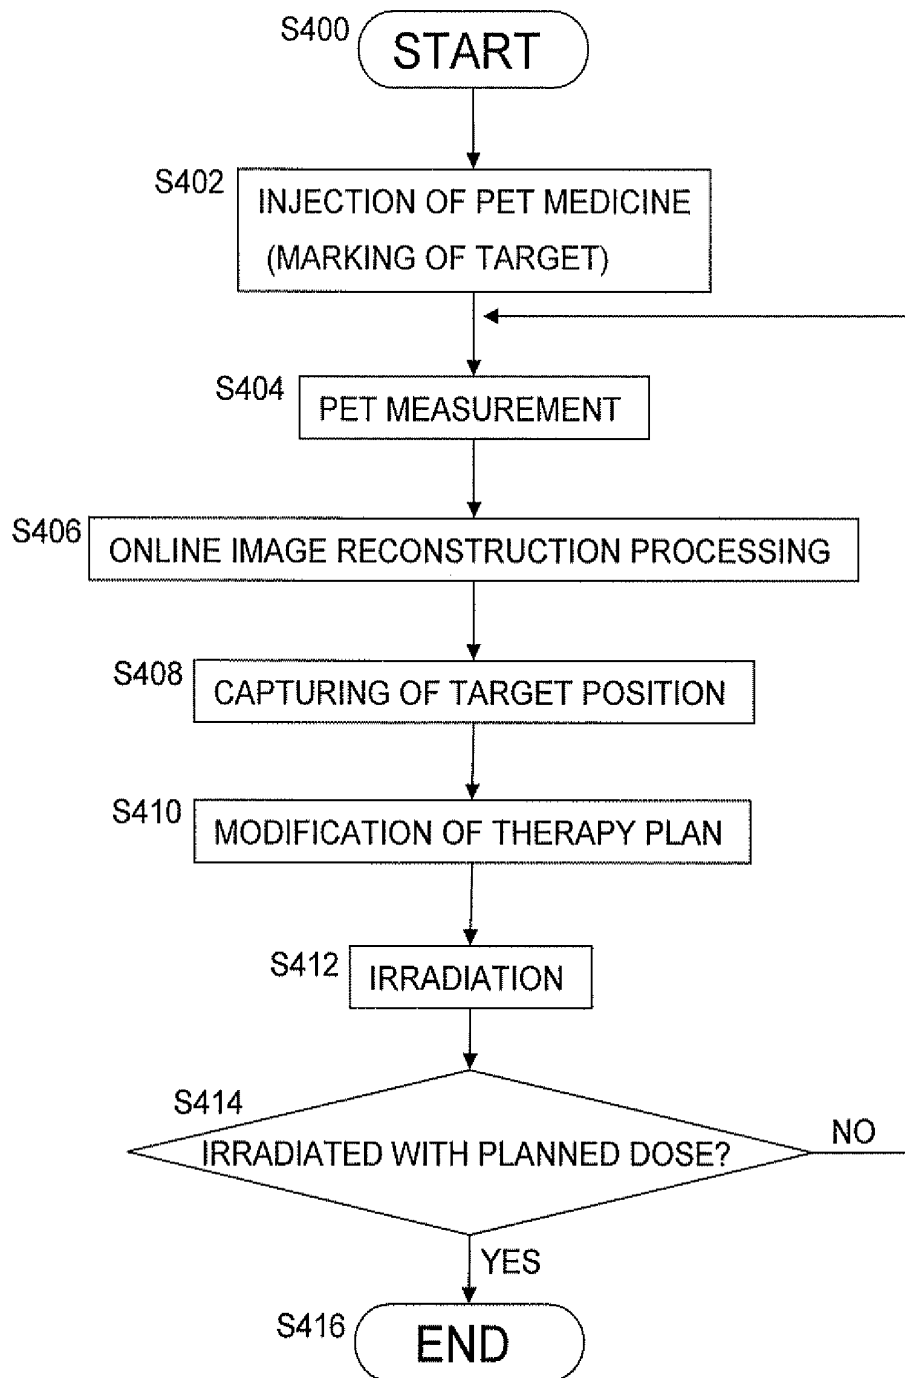 S400
START
S402
INJECTION OF PET MEDICINE
(MARKING OF TARGET)
S404
PET MEASUREMENT
S406
ONLINE IMAGE RECONSTRUCTION PROCESSING
S408
CAPTURING OF TARGET POSITION
S410
MODIFICATION OF THERAPY PLAN
S412
IRRADIATION
S414
IRRADIATED WITH PLANNED DOSE?
NO
YES
S416
END